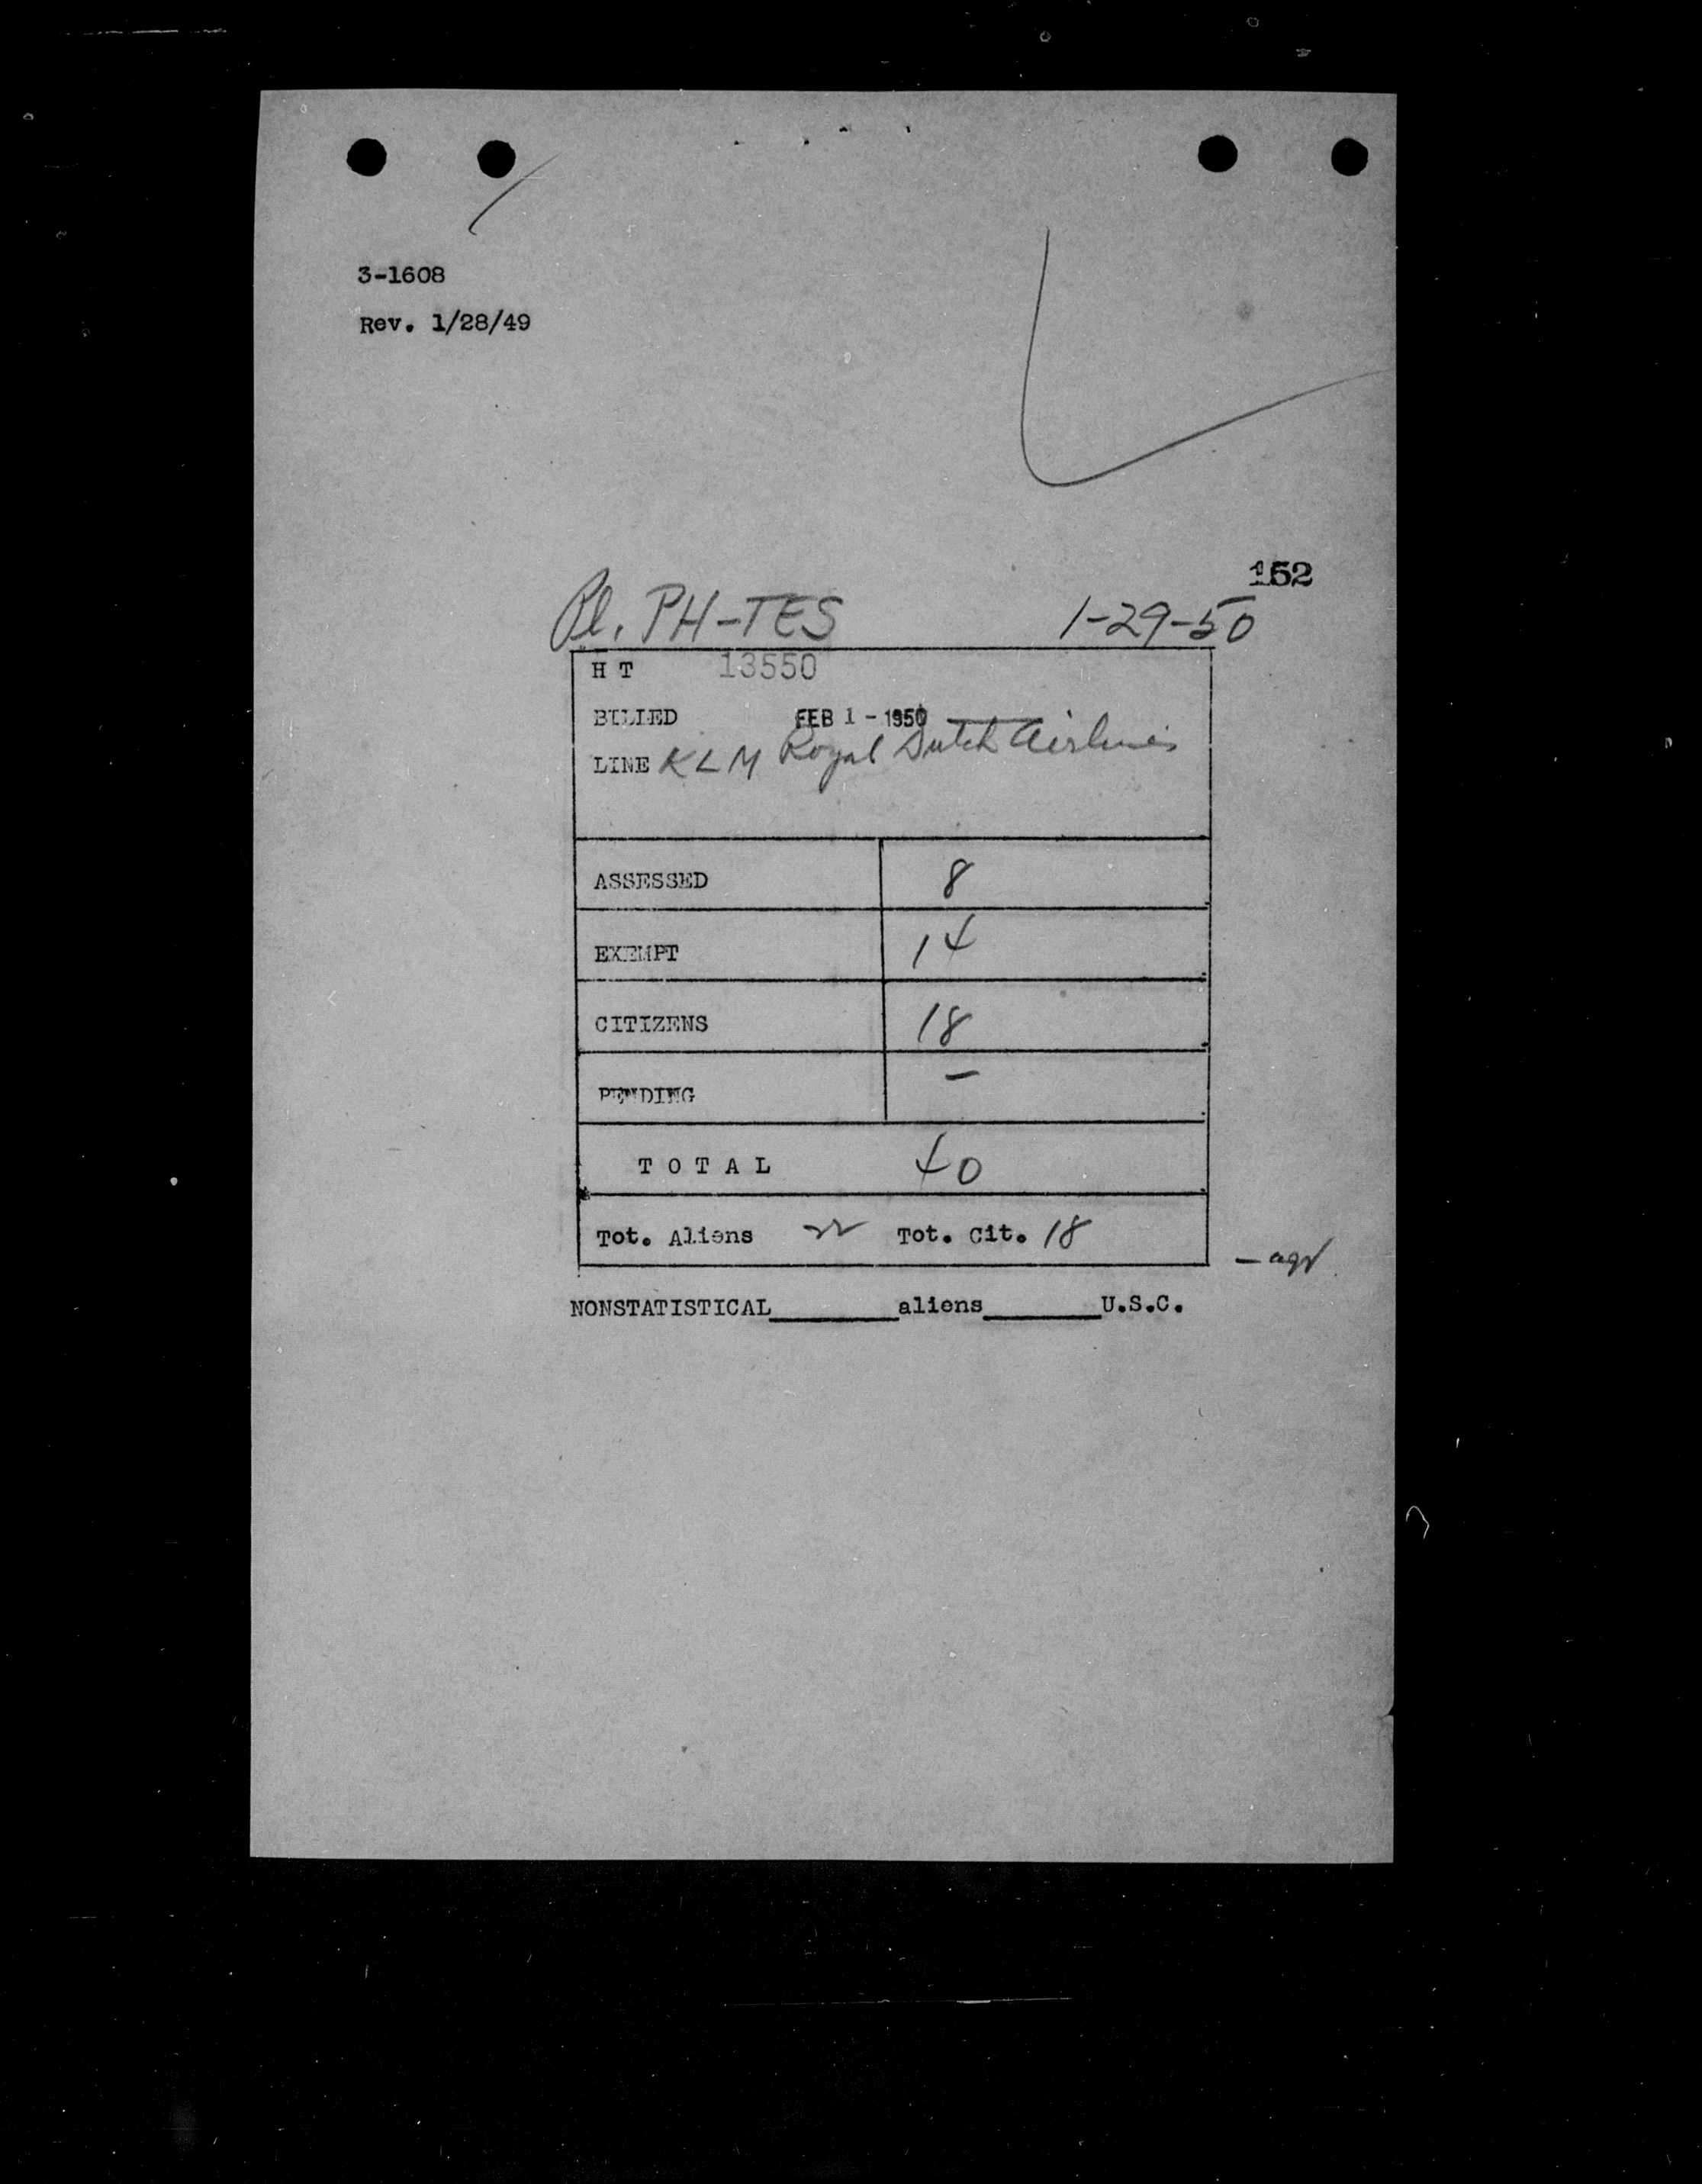 3-1608
Rev. 1/28/49
152
Pl. PH-TES 1-29-50
H T 13550
BILLED FEB 1 - 1950
LINE KLM Royal Dutch Airlines
ASSESSED 8
EXEMPT 14
CITIZENS 18
PENDING -
TOTAL 40
Tot. Aliens 22 Tot. Cit. 18
NONSTATISTICAL________aliens________U.S.C.